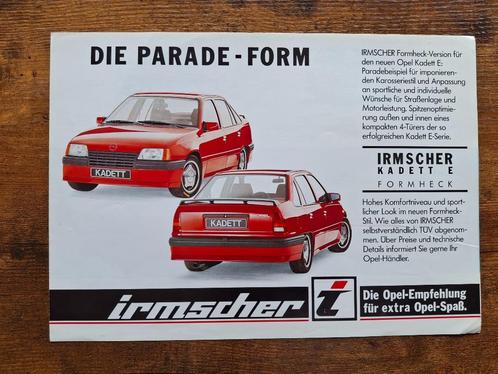 DIE PARADE-FORM
IRMSCHER Formheck-Version für
den neuen Opel Kadett E:
Paradebeispiel für imponieren-
den Karosseriestil und Anpassung
an sportliche und individuelle
Wünsche für Straßenlage und
Motorleistung. Spitzenoptimie-
rung außen und innen eines
kompakten 4-Türers der so
erfolgreichen Kadett E-Serie.
IRMSCHER
KADETT E
FORMHECK
Hohes Komfortniveau und sport-
licher Look im neuen Formheck-
Stil. Wie alles von IRMSCHER
selbstverständlich TÜV abgenom-
men. Über Preise und technische
Details informiert Sie gerne Ihr
Opel-Händler.
KADETT
KADETT
irmscher i
Die Opel-Empfehlung
für extra Opel-Spaß.